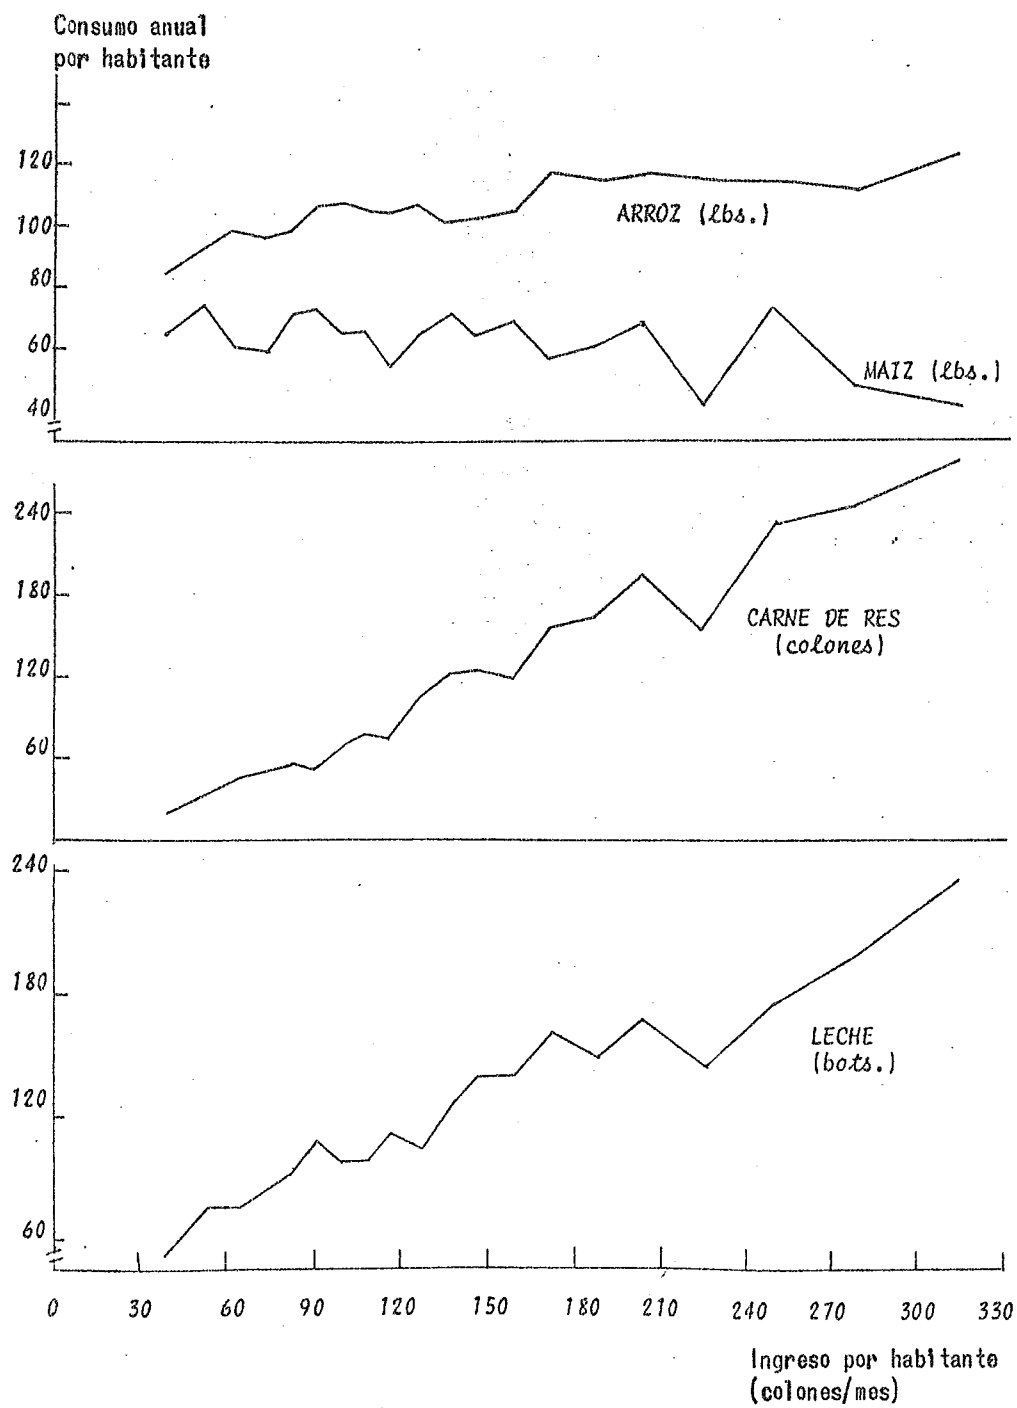 Consumo anual
por habitante
120
100
80
60
40
ARROZ (lbs.)
MAIZ (lbs.)
240
180
120
60
CARNE DE RES
(colones)
240
180
120
60
LECHE
(bots.)
0 30 60 90 120 150 180 210 240 270 300 330
Ingreso por habitante
(colones/mes)